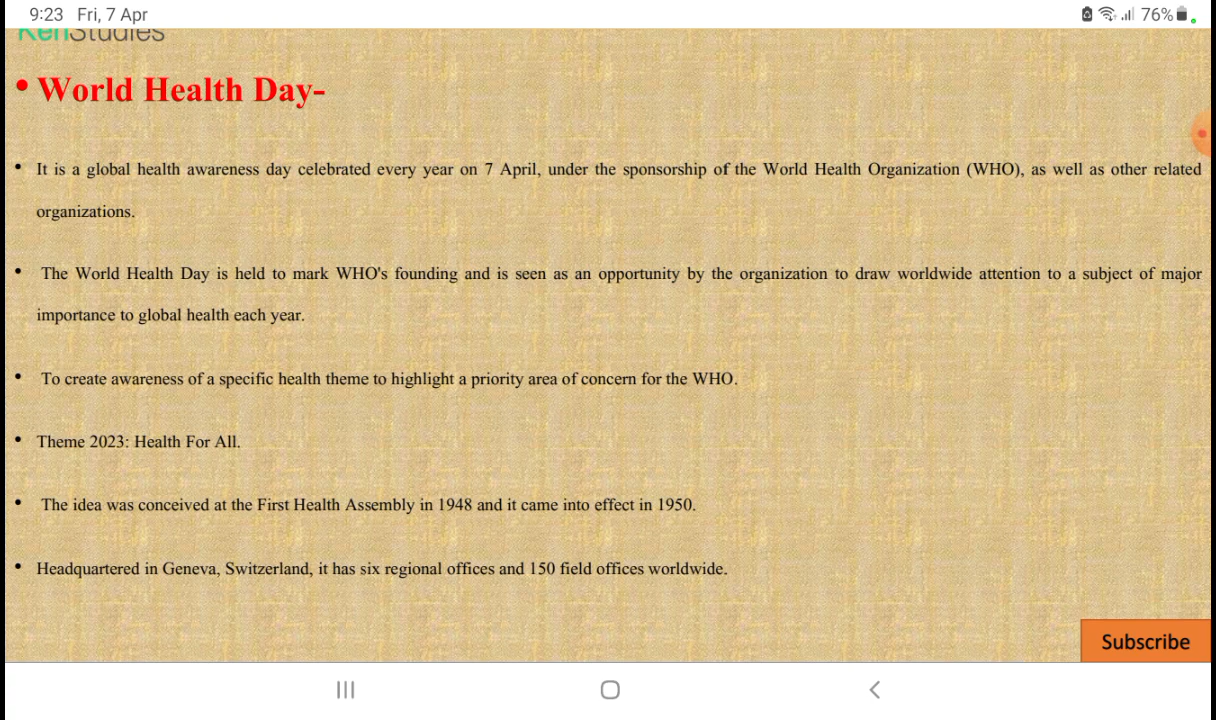 9:23 Fri, 7 Apr
76%
KenStudies
• World Health Day-
• It is a global health awareness day celebrated every year on 7 April, under the sponsorship of the World Health Organization (WHO), as well as other related
organizations.
• The World Health Day is held to mark WHO's founding and is seen as an opportunity by the organization to draw worldwide attention to a subject of major
importance to global health each year.
• To create awareness of a specific health theme to highlight a priority area of concern for the WHO.
• Theme 2023: Health For All.
• The idea was conceived at the First Health Assembly in 1948 and it came into effect in 1950.
• Headquartered in Geneva, Switzerland, it has six regional offices and 150 field offices worldwide.
Subscribe